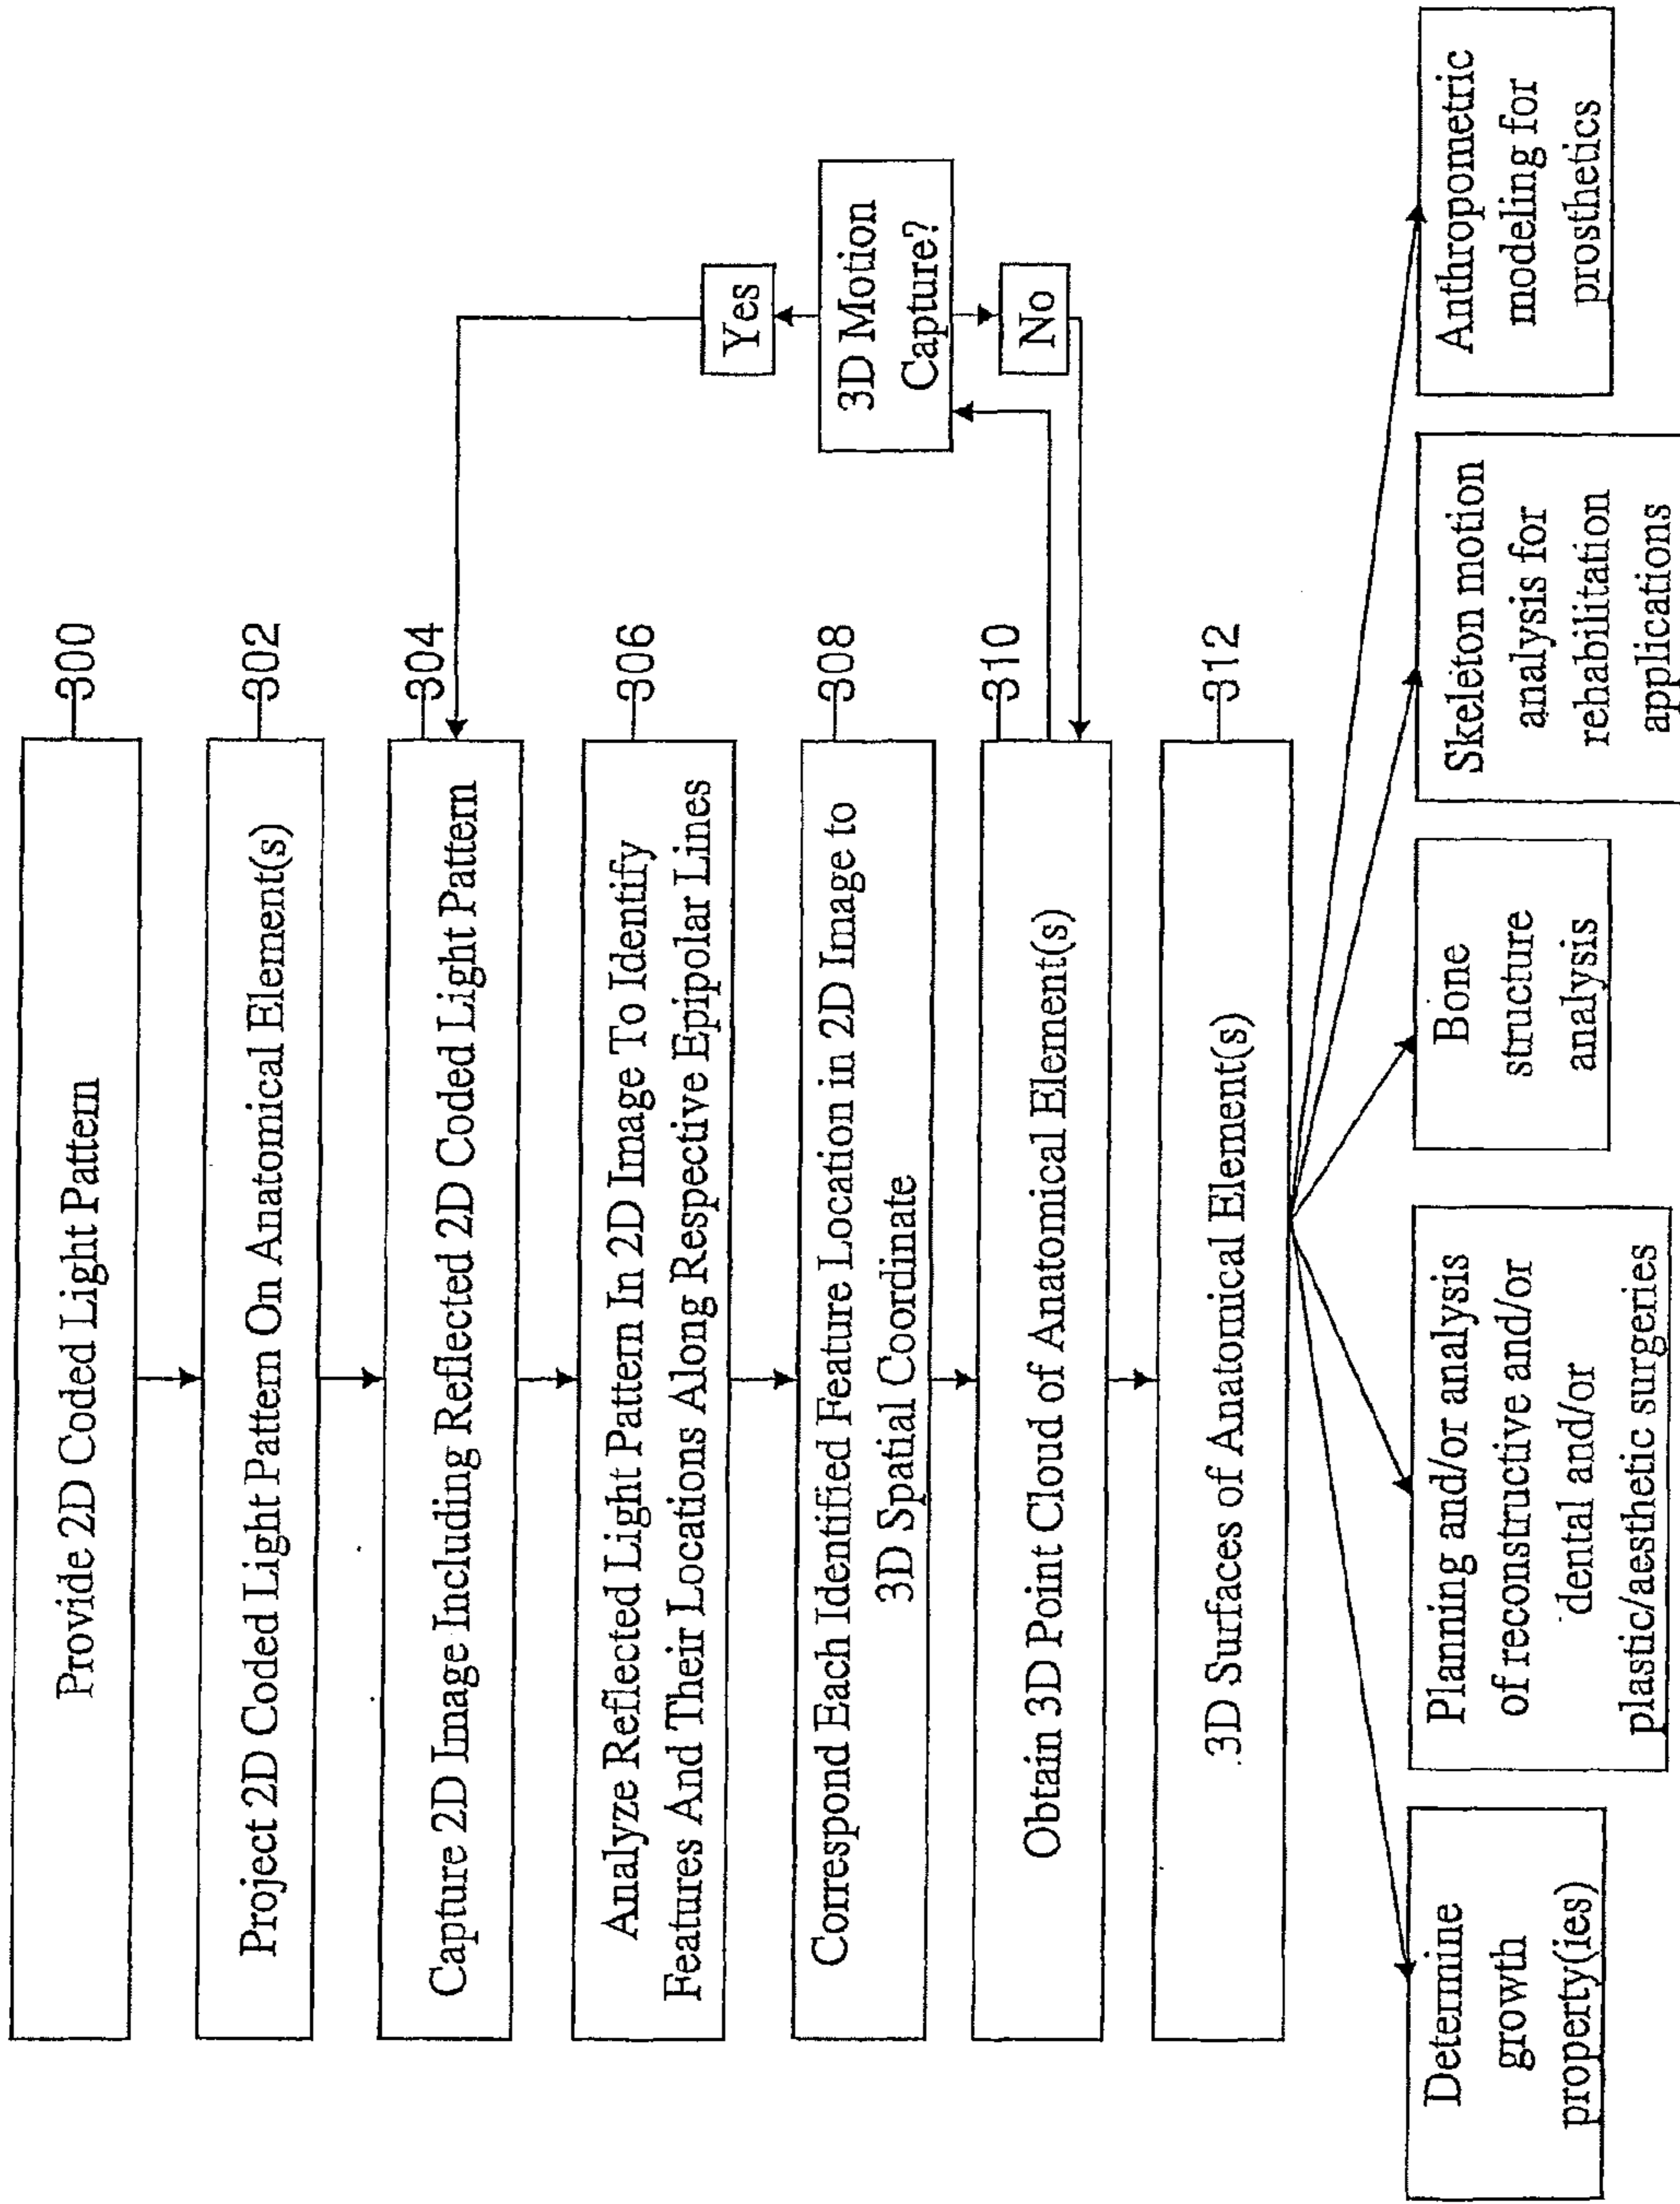 Provide 2D Coded Light Pattern
300
Project 2D Coded Light Pattern On Anatomical Element(s)
302
Capture 2D Image Including Reflected 2D Coded Light Pattern
304
Analyze Reflected Light Pattern In 2D Image To Identify
Features And Their Locations Along Respective Epipolar Lines
306
Correspond Each Identified Feature Location in 2D Image to
3D Spatial Coordinate
308
Obtain 3D Point Cloud of Anatomical Element(s)
310
3D Surfaces of Anatomical Element(s)
312
Yes
3D Motion
Capture?
No
Determine
growth
property(ies)
Planning and/or analysis
of reconstructive and/or
dental and/or
plastic/aesthetic surgeries
Bone
structure
analysis
Skeleton motion
analysis for
rehabilitation
applications
Anthropometric
modeling for
prosthetics